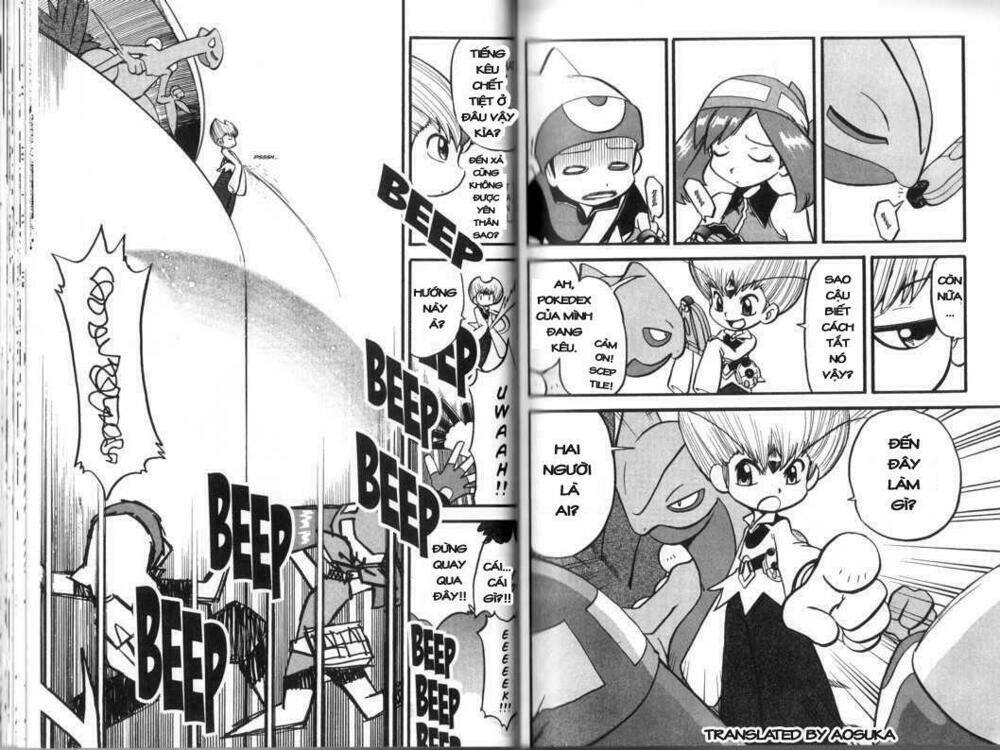 PSSSH...
TIẾNG
KÊU
CHẾT
TIỆT Ở
ĐÂU VẬY
KÌA?
ĐẾN XẢ
CŨNG
KHÔNG
ĐƯỢC
YÊN
THÂN
SAO?
BEEP
HƯỚNG
NÀY
À?
BEEP
BEEP
UWAAH!!
BEEP
BEEP
BEEP
ĐỪNG
QUAY
QUA
ĐÂY!!
CÁI...
CÁI
GÌ?!!
EEEEEK!!!
BEEP
BEEP
BEEP
AH,
POKEDEX
CỦA MÌNH
ĐANG
KÊU.
CẢM
ƠN!
SCEP
TILE!
SAO
CẬU
BIẾT
CÁCH
TẮT
NÓ
VẬY?
CÒN
NỮA
...
HAI
NGƯỜI
LÀ
AI?
ĐẾN
ĐÂY
LÀM
GÌ?
TRANSLATED BY AOSUKA